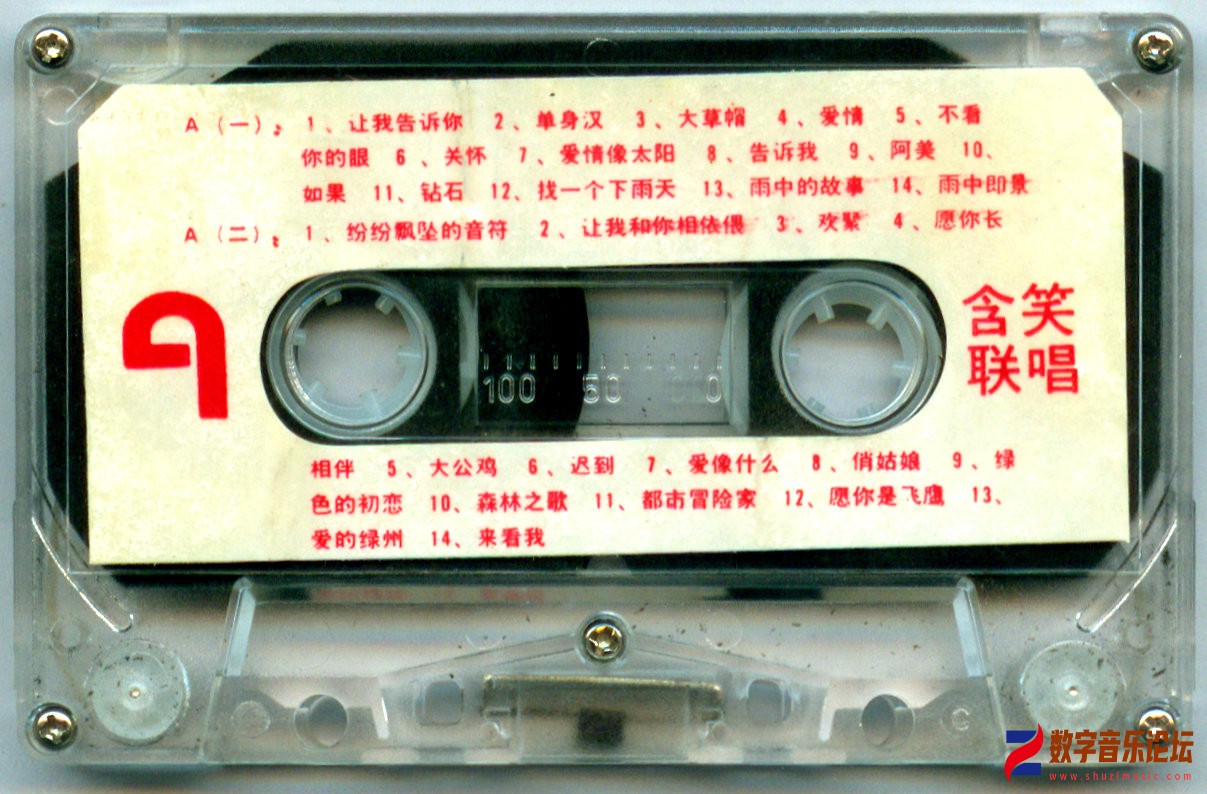 A（一）：1、让我告诉你 2、单身汉 3、大草帽 4、爱情 5、不看
你的眼 6、关怀 7、爱情像太阳 8、告诉我 9、阿美 10、
如果 11、钻石 12、找一个下雨天 13、雨中的故事 14、雨中即景
A（二）：1、纷纷飘坠的音符 2、让我和你相依偎 3、欢聚 4、愿你长
含笑
联唱
100 50 0
相伴 5、大公鸡 6、迟到 7、爱像什么 8、俏姑娘 9、绿
色的初恋 10、森林之歌 11、都市冒险家 12、愿你是飞鹰 13、
爱的绿州 14、来看我
数字音乐论坛
www.shuzimusic.com